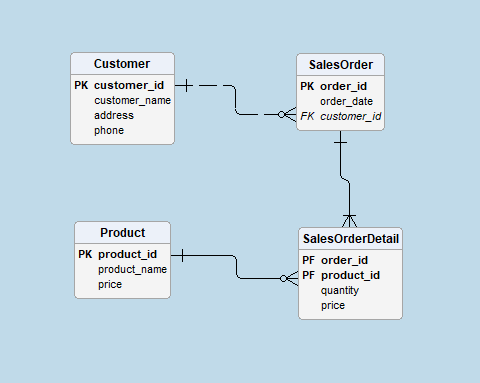 Customer
PK customer_id
customer_name
address
phone
SalesOrder
PK order_id
order_date
FK customer_id
Product
PK product_id
product_name
price
SalesOrderDetail
PF order_id
PF product_id
quantity
price